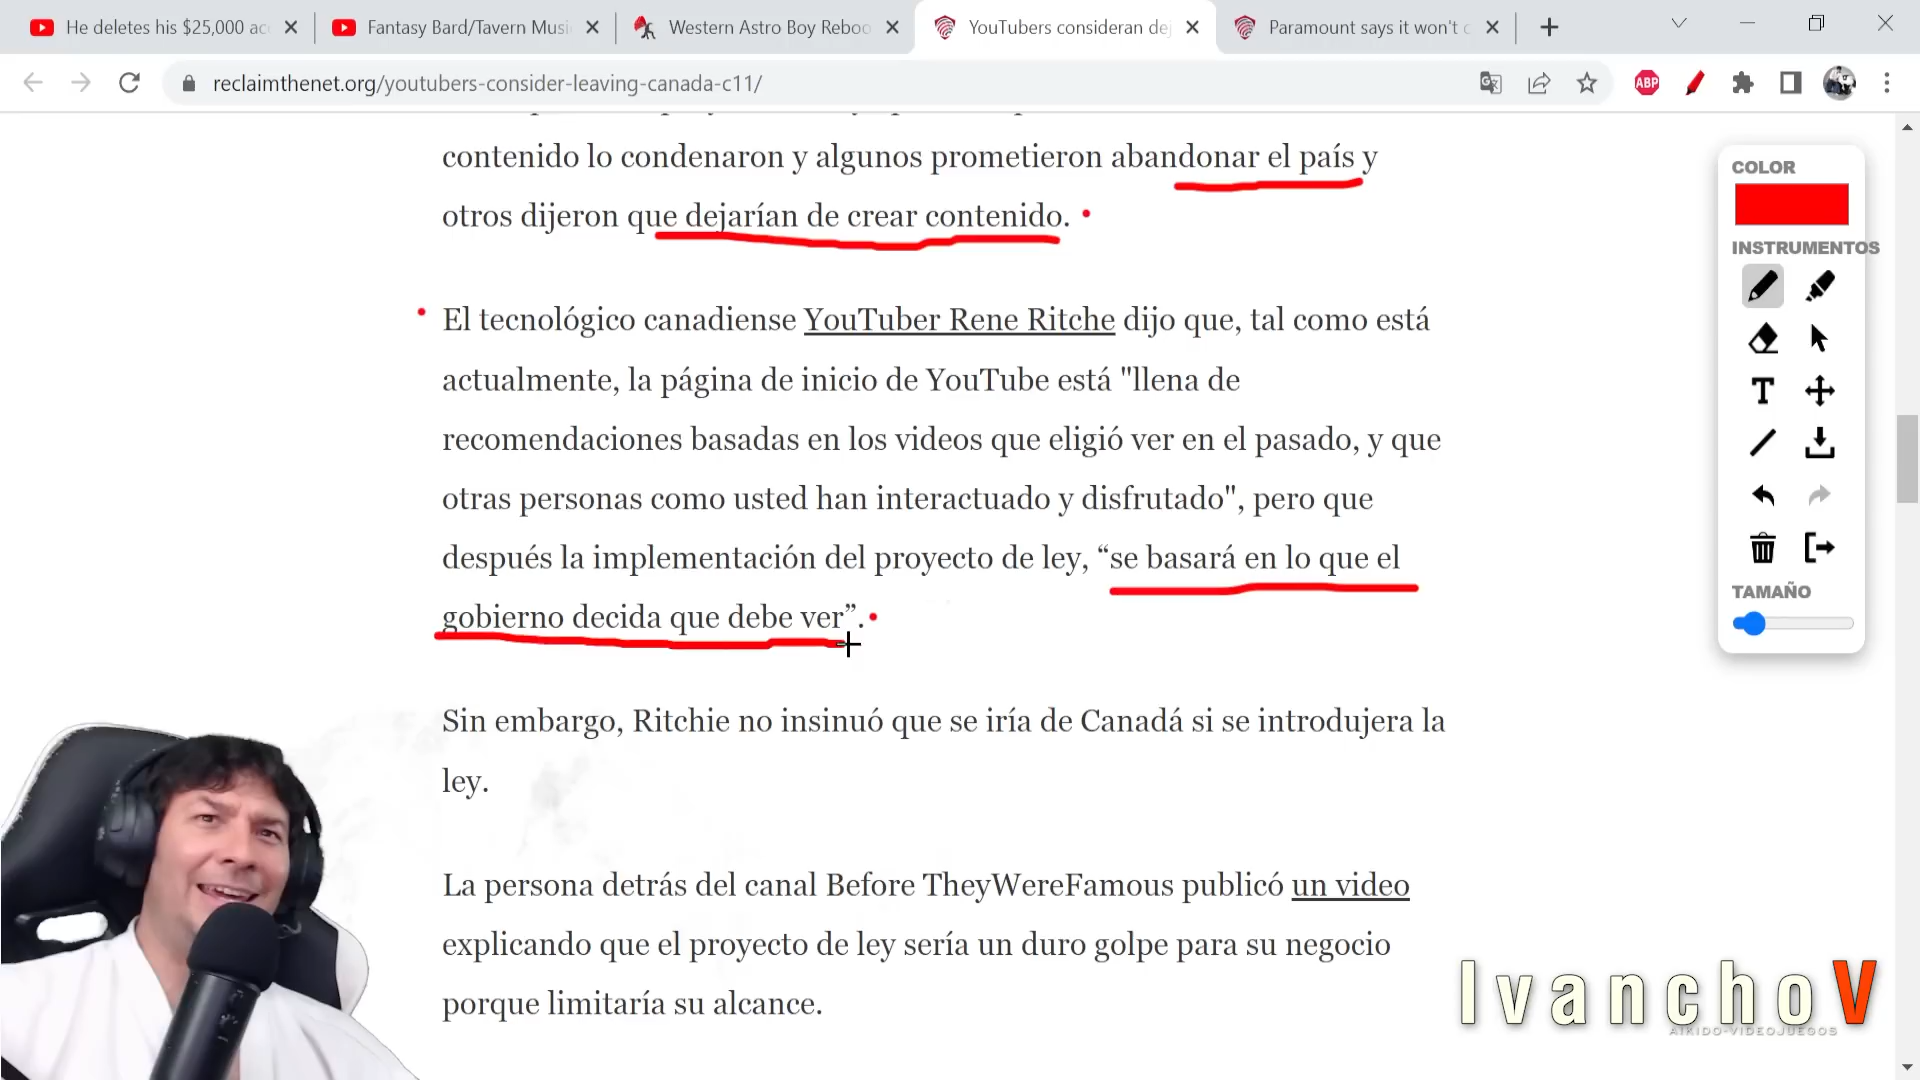 He deletes his $25,000 acc
Fantasy Bard/Tavern Musi
Western Astro Boy Reboo
YouTubers consideran dej
Paramount says it won't c
reclaimthenet.org/youtubers-consider-leaving-canada-c11/
ABP
contenido lo condenaron y algunos prometieron abandonar el país y
otros dijeron que dejarían de crear contenido.
El tecnológico canadiense YouTuber Rene Ritche dijo que, tal como está
actualmente, la página de inicio de YouTube está "llena de
recomendaciones basadas en los videos que eligió ver en el pasado, y que
otras personas como usted han interactuado y disfrutado", pero que
después la implementación del proyecto de ley, “se basará en lo que el
gobierno decida que debe ver”.
Sin embargo, Ritchie no insinuó que se iría de Canadá si se introdujera la
ley.
La persona detrás del canal Before TheyWereFamous publicó un video
explicando que el proyecto de ley sería un duro golpe para su negocio
porque limitaría su alcance.
COLOR
INSTRUMENTOS
T
TAMAÑO
IvanchoV
AIKIDO-VIDEOJUEGOS